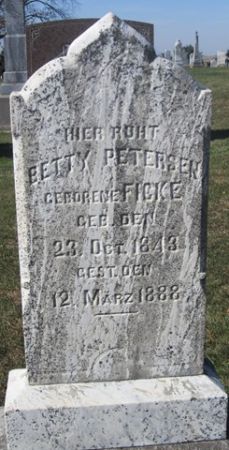 HIER RUHT
BETTY PETERSEN
GEBORENE FICKE
GEB. DEN
23. OCT. 1843
GEST. DEN
12. MÄRZ 1888.